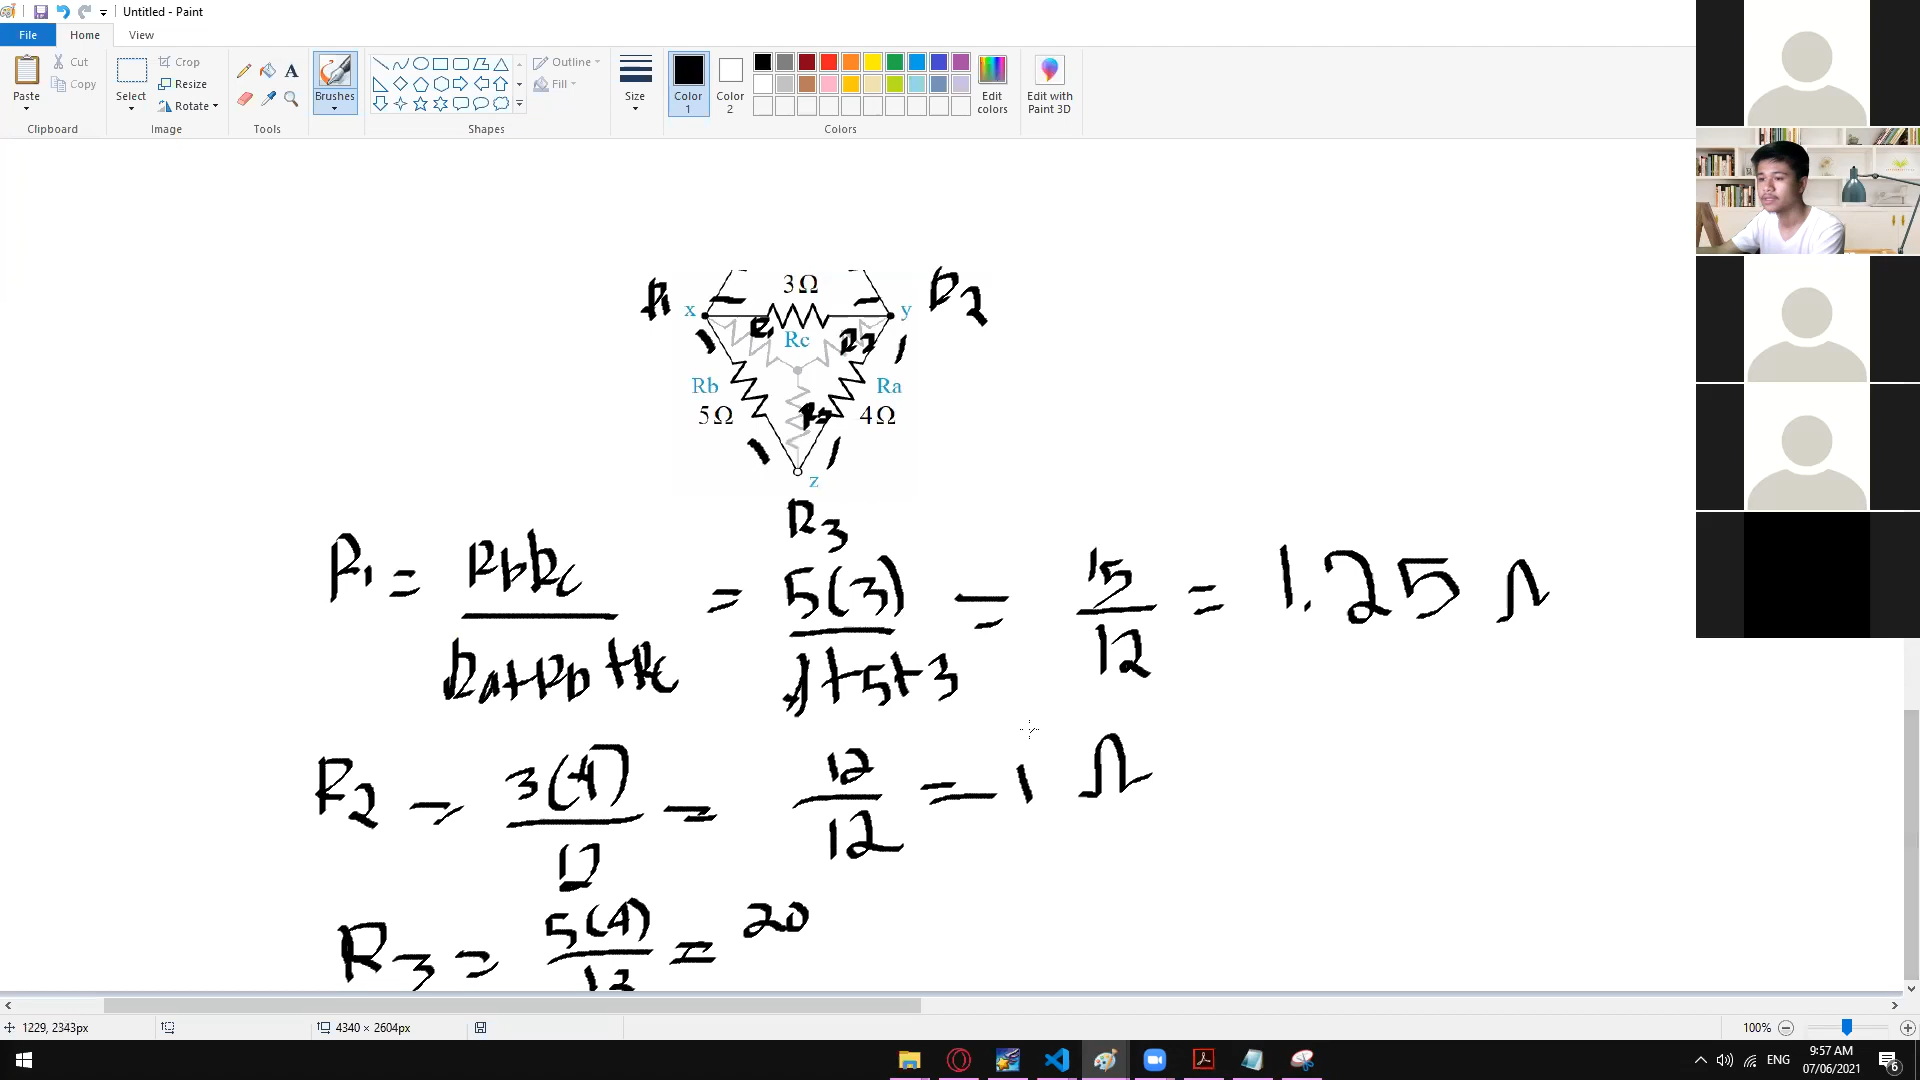 Untitled - Paint
File Home View
Paste Cut Copy Clipboard
Select Crop Resize Rotate Image
Tools
Brushes
Outline Fill Shapes
Size
Color 1 Color 2 Edit colors Colors
Edit with Paint 3D
R1 x 3Ω y R2
R1 Rc R2
Rb Ra
5Ω R3 4Ω
z
R3
R1 = RbRc / Ra+Rb+Rc = 5(3) / 4+5+3 = 15/12 = 1.25 Ω
R2 = 3(4) / 12 = 12/12 = 1 Ω
R3 = 5(4) / 12 = 20
1229, 2343px 4340 × 2604px 100%
ENG 9:57 AM 6
07/06/2021